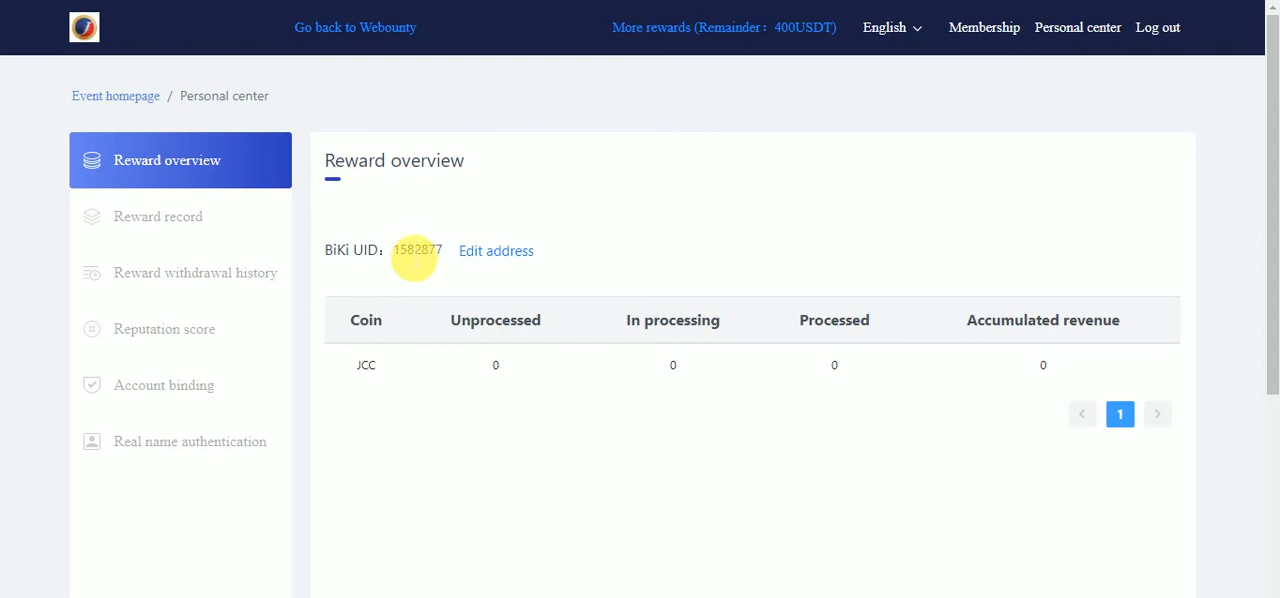 Go back to Webounty
More rewards (Remainder：400USDT)
English
Membership
Personal center
Log out
Event homepage / Personal center
Reward overview
Reward record
Reward withdrawal history
Reputation score
Account binding
Real name authentication
Reward overview
BiKi UID：1582877 Edit address
Coin Unprocessed In processing Processed Accumulated revenue
JCC 0 0 0 0
1